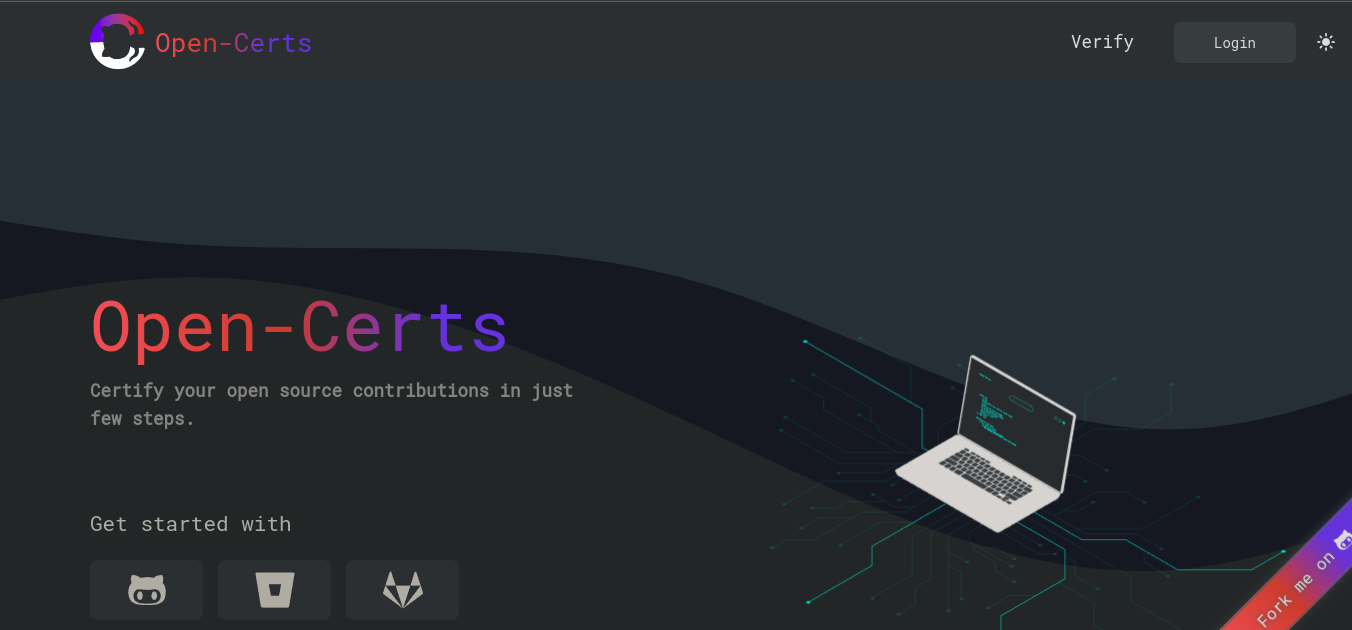 Open-Certs
Verify
Login
Open-Certs
Certify your open source contributions in just
few steps.
Get started with
Fork me on